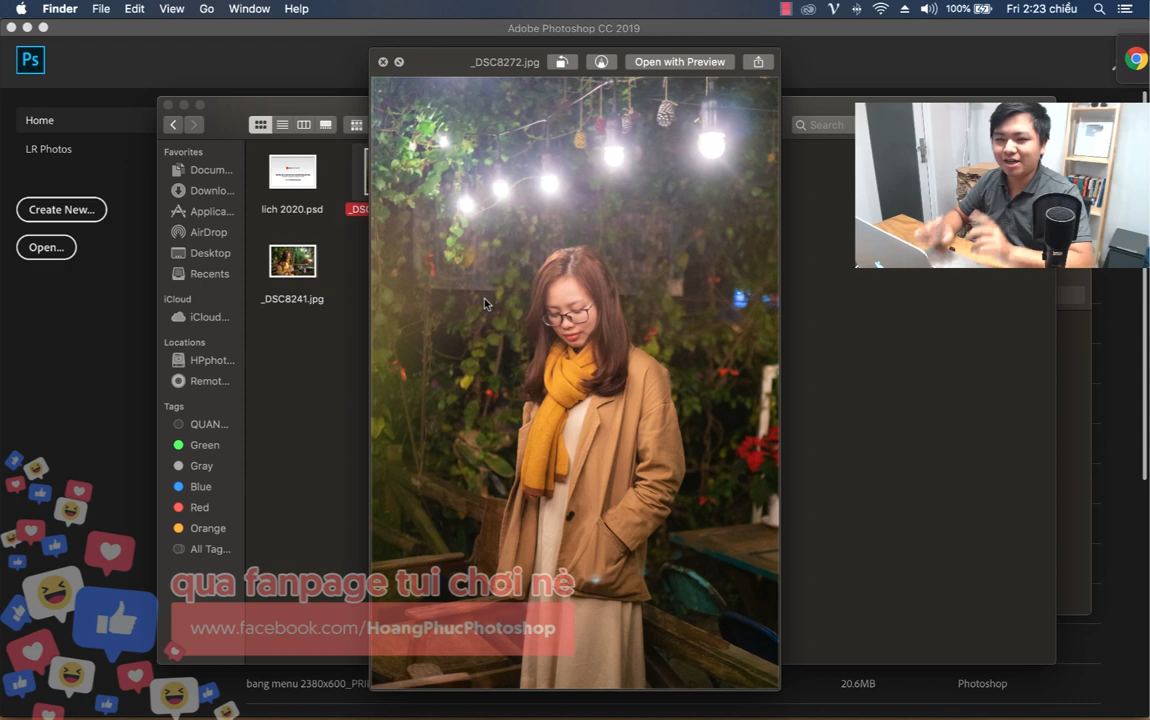 Finder File Edit View Go Window Help
100% Fri 2:23 chiều
Adobe Photoshop CC 2019
Ps
_DSC8272.jpg Open with Preview
Home
LR Photos
Create New...
Open...
Search
Favorites
Docum...
Downlo...
Applica...
AirDrop
Desktop
Recents
iCloud
iCloud...
Locations
HPphot...
Remot...
Tags
QUAN...
Green
Gray
Blue
Red
Orange
All Tag...
lich 2020.psd
_DSC8241.jpg
qua fanpage tui chơi nè
www.facebook.com/HoangPhucPhotoshop
20.6MB Photoshop